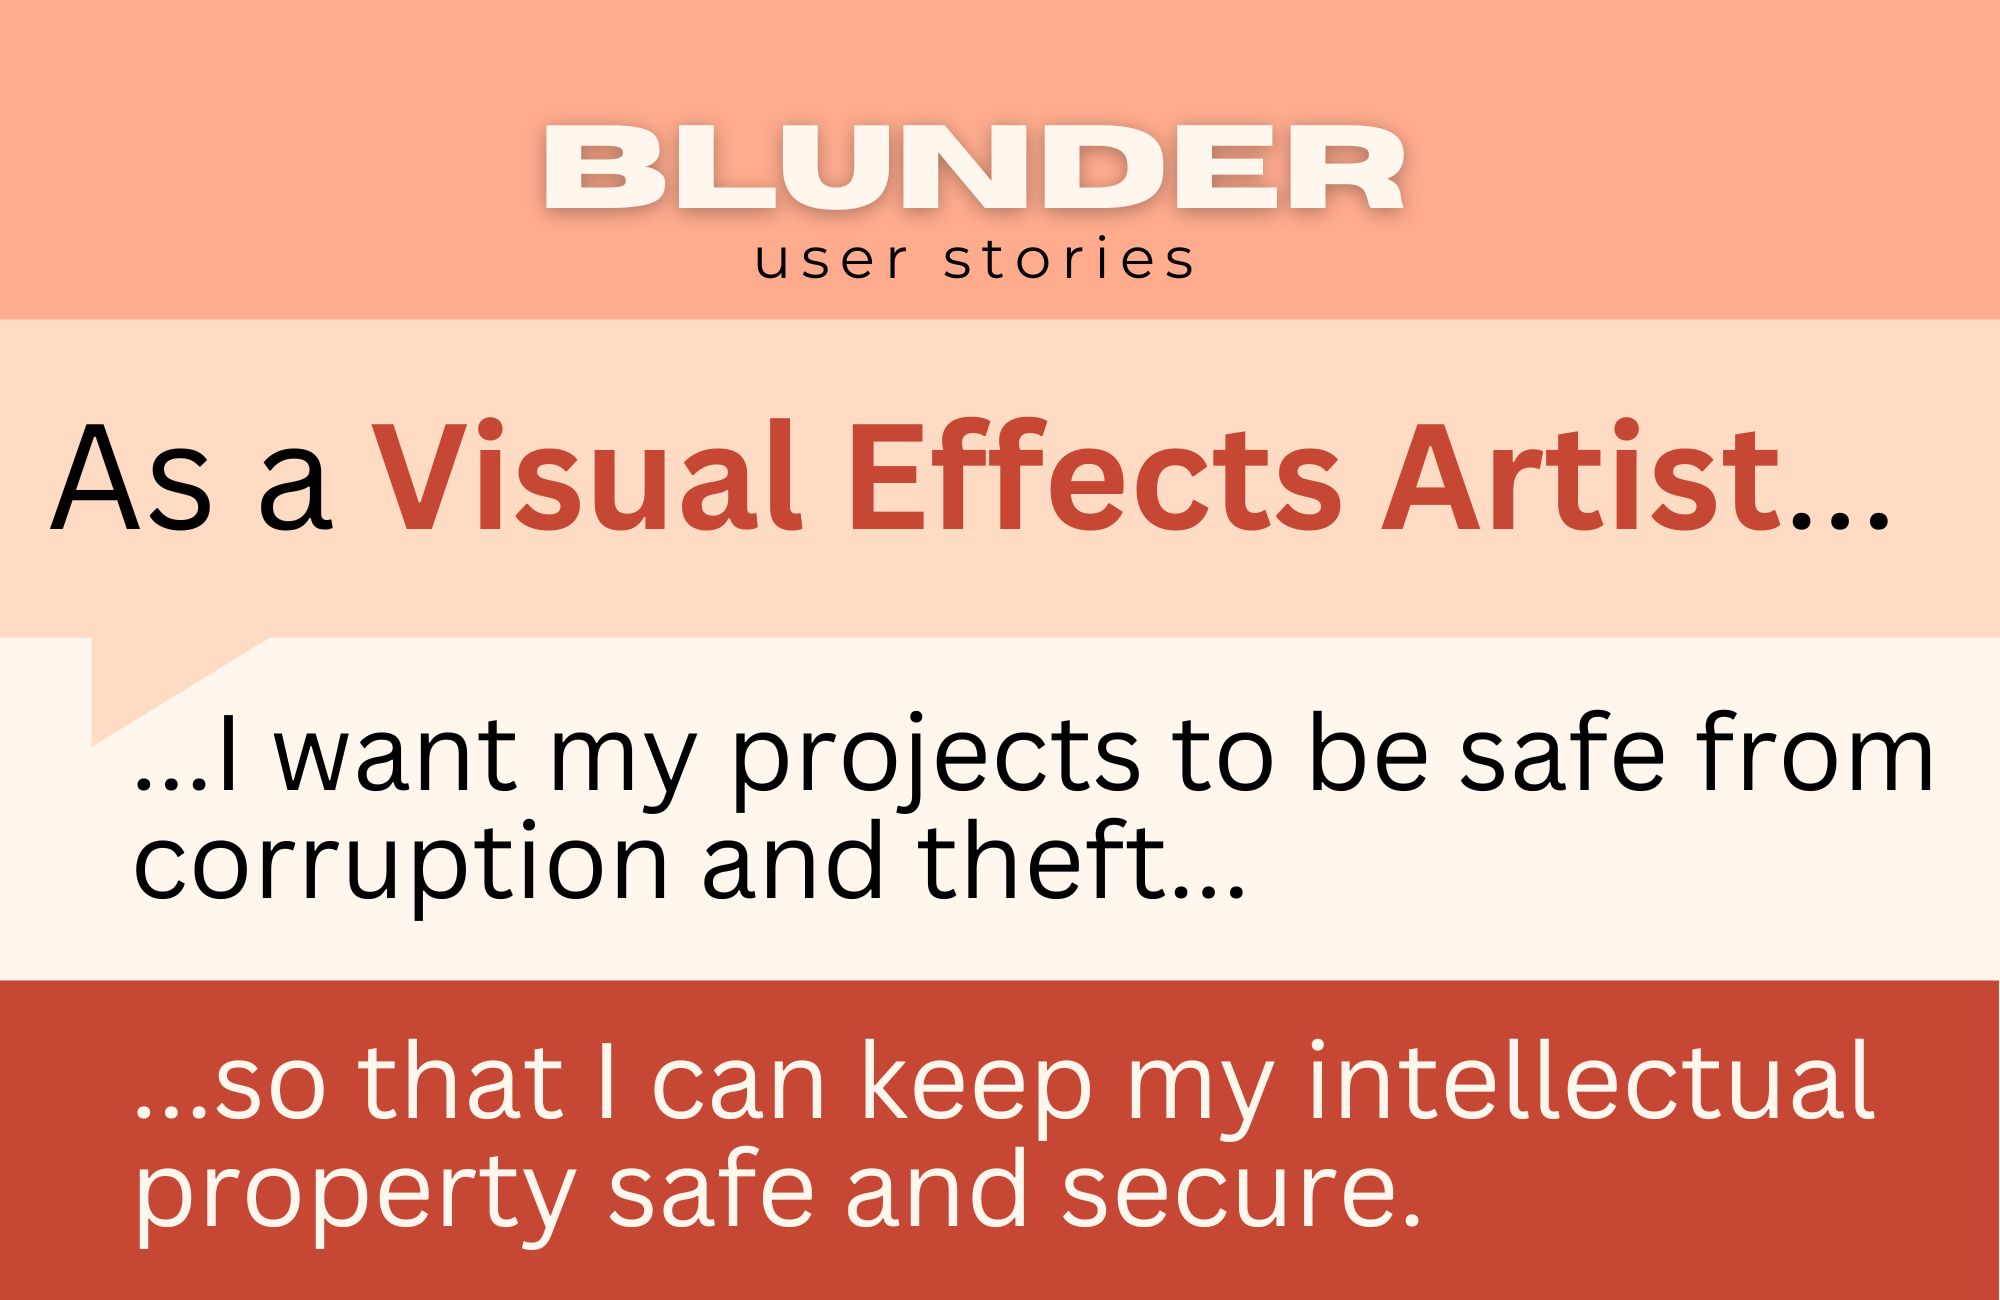 BLUNDER
user stories
As a Visual Effects Artist...
...I want my projects to be safe from
corruption and theft...
...so that I can keep my intellectual
property safe and secure.